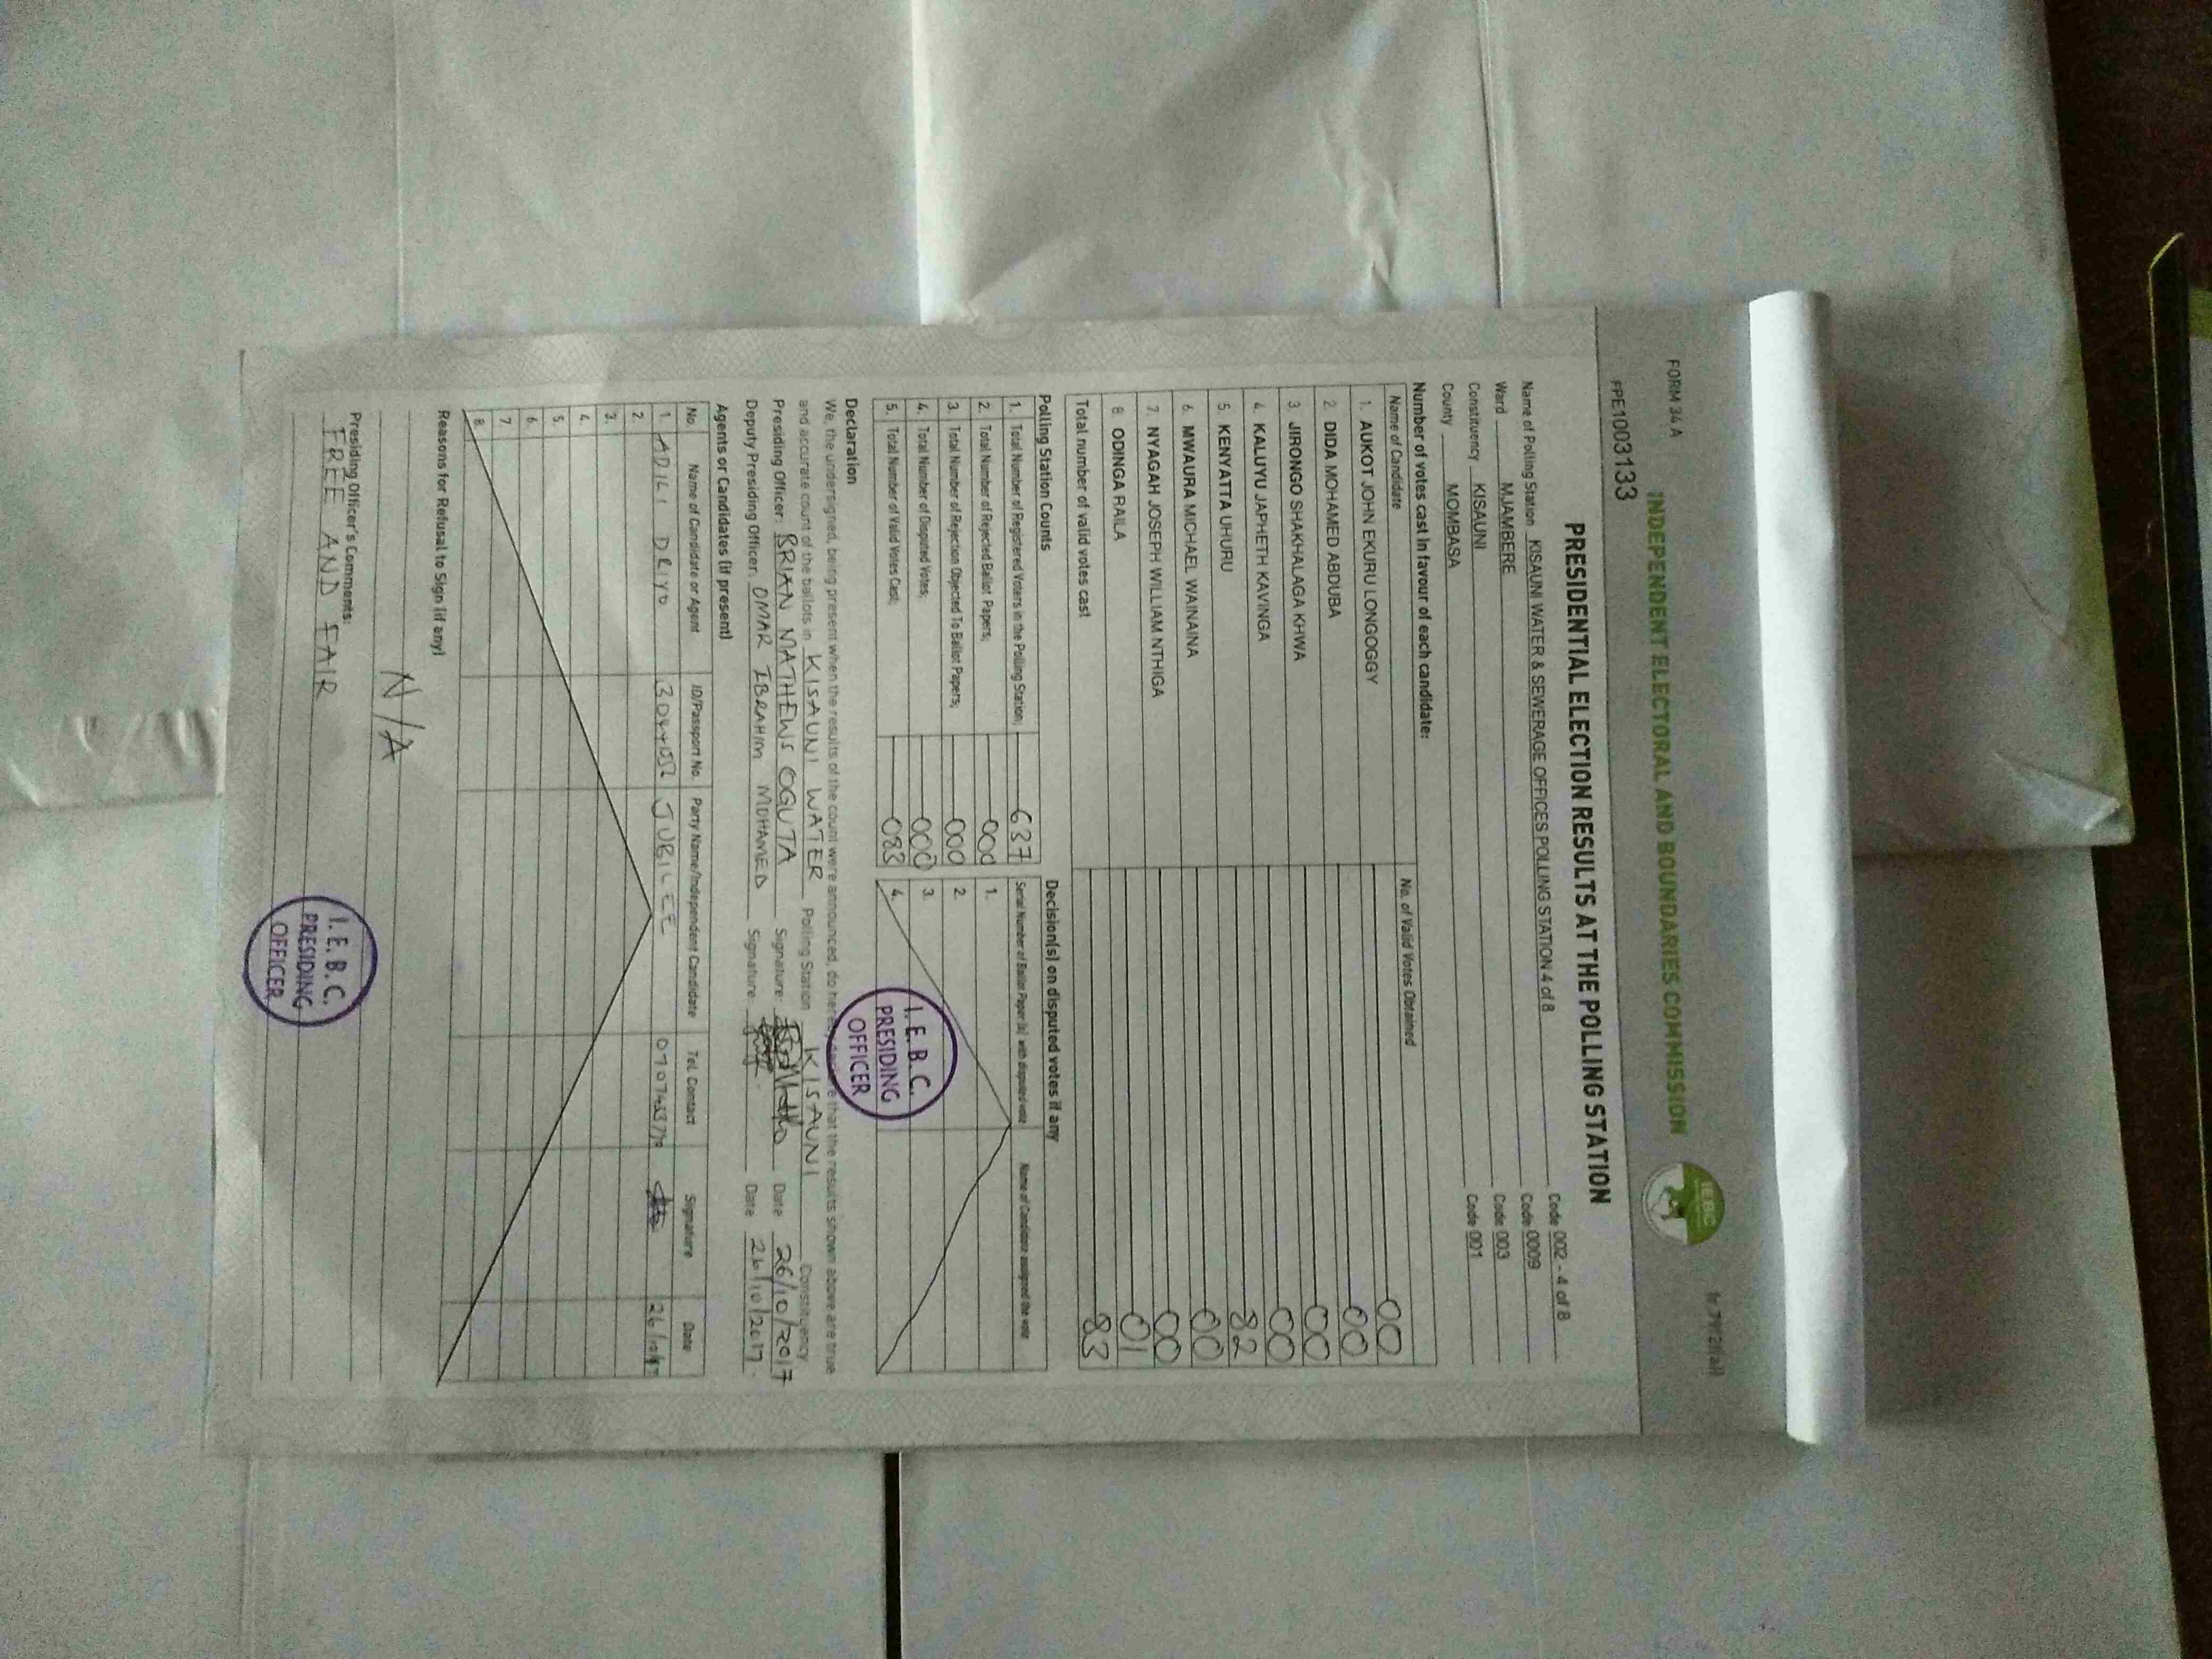 FORM 34 A
INDEPENDENT ELECTORAL AND BOUNDARIES COMMISSION
IEBC
PPE1003133
PRESIDENTIAL ELECTION RESULTS AT THE POLLING STATION
Name of Polling Station KISAUNI WATER & SEWERAGE OFFICES POLLING STATION 4 of 8 Code 002 - 4 of 8
Ward MJAMBERE Code 0009
Constituency KISAUNI Code 003
County MOMBASA Code 001
Number of votes cast in favour of each candidate:
Name of Candidate No. of Valid Votes Obtained
1. AUKOT JOHN EKURU LONGOGGY 00
2. DIDA MOHAMED ABDUBA 00
3. JIRONGO SHAKHALAGA KHWA 00
4. KALUYU JAPHETH KAVINGA 00
5. KENYATTA UHURU 82
6. MWAURA MICHAEL WAINAINA 00
7. NYAGAH JOSEPH WILLIAM NTHIGA 00
8. ODINGA RAILA 01
Total number of valid votes cast 83
Polling Station Counts
1. Total Number of Registered Voters in the Polling Station; 637
2. Total Number of Rejected Ballot Papers; 000
3. Total Number of Rejection Objected To Ballot Papers; 000
4. Total Number of Disputed Votes; 000
5. Total Number of Valid Votes Cast; 083
Decision(s) on disputed votes if any
Serial Number of Ballot Paper(s) with disputed vote Name of Candidate assigned the vote
1.
2.
3.
4.
I.E.B.C.
PRESIDING
OFFICER
Declaration
We, the undersigned, being present when the results of the count were announced, do that the results shown above are true
and accurate count of the ballots in KISAUNI WATER Polling Station KISAUNI Constituency
Presiding Officer: BRIAN MATHEWS OGUTA Signature: Date 26/10/2017
Deputy Presiding Officer: OMAR IBRAHIM MOHAMED Signature: Date 26/10/2017
Agents or Candidates (if present)
No. Name of Candidate or Agent ID/Passport No. Party Name/Independent Candidate Tel. Contact Signature Date
1. ADILI DRIYO JUBILEE 26/10/17
2.
3.
4.
5.
6.
7.
8.
Reasons for Refusal to Sign (if any)
N/A
Presiding Officer's Comments:
FREE AND FAIR
I.E.B.C.
PRESIDING
OFFICER